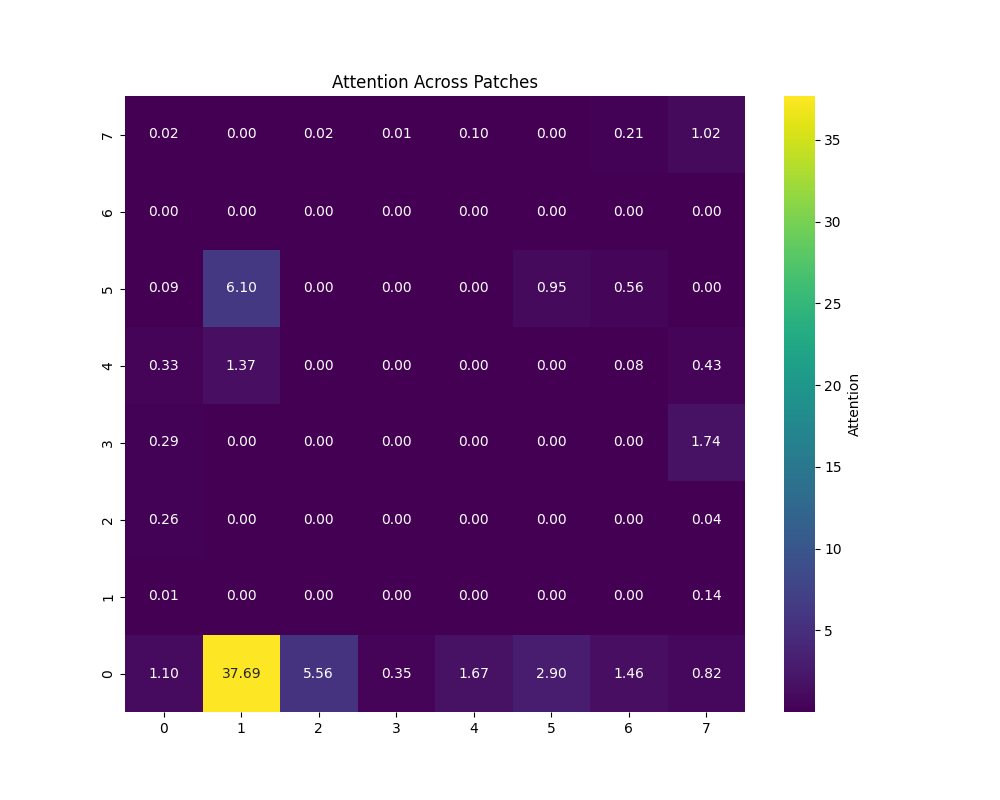 Attention Across Patches
7 0.02 0.00 0.02 0.01 0.10 0.00 0.21 1.02
6 0.00 0.00 0.00 0.00 0.00 0.00 0.00 0.00
5 0.09 6.10 0.00 0.00 0.00 0.95 0.56 0.00
4 0.33 1.37 0.00 0.00 0.00 0.00 0.08 0.43
3 0.29 0.00 0.00 0.00 0.00 0.00 0.00 1.74
2 0.26 0.00 0.00 0.00 0.00 0.00 0.00 0.04
1 0.01 0.00 0.00 0.00 0.00 0.00 0.00 0.14
0 1.10 37.69 5.56 0.35 1.67 2.90 1.46 0.82
0 1 2 3 4 5 6 7
35
30
25
20
15
10
5
Attention